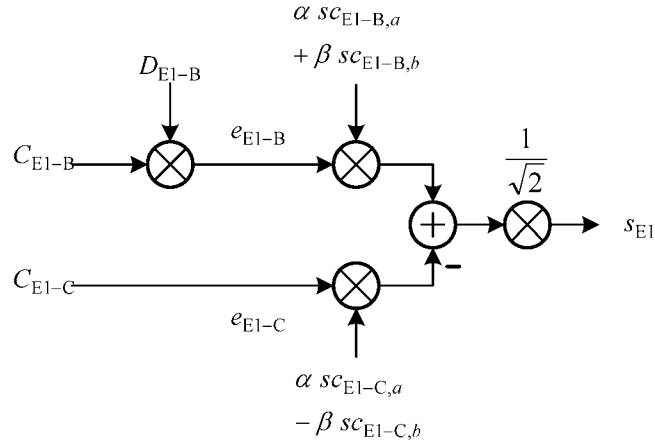 α sc_E1–B,a
+ β sc_E1–B,b
D_E1–B
C_E1–B
e_E1–B
1
√2
+
s_E1
-
C_E1–C
e_E1–C
α sc_E1–C,a
− β sc_E1–C,b